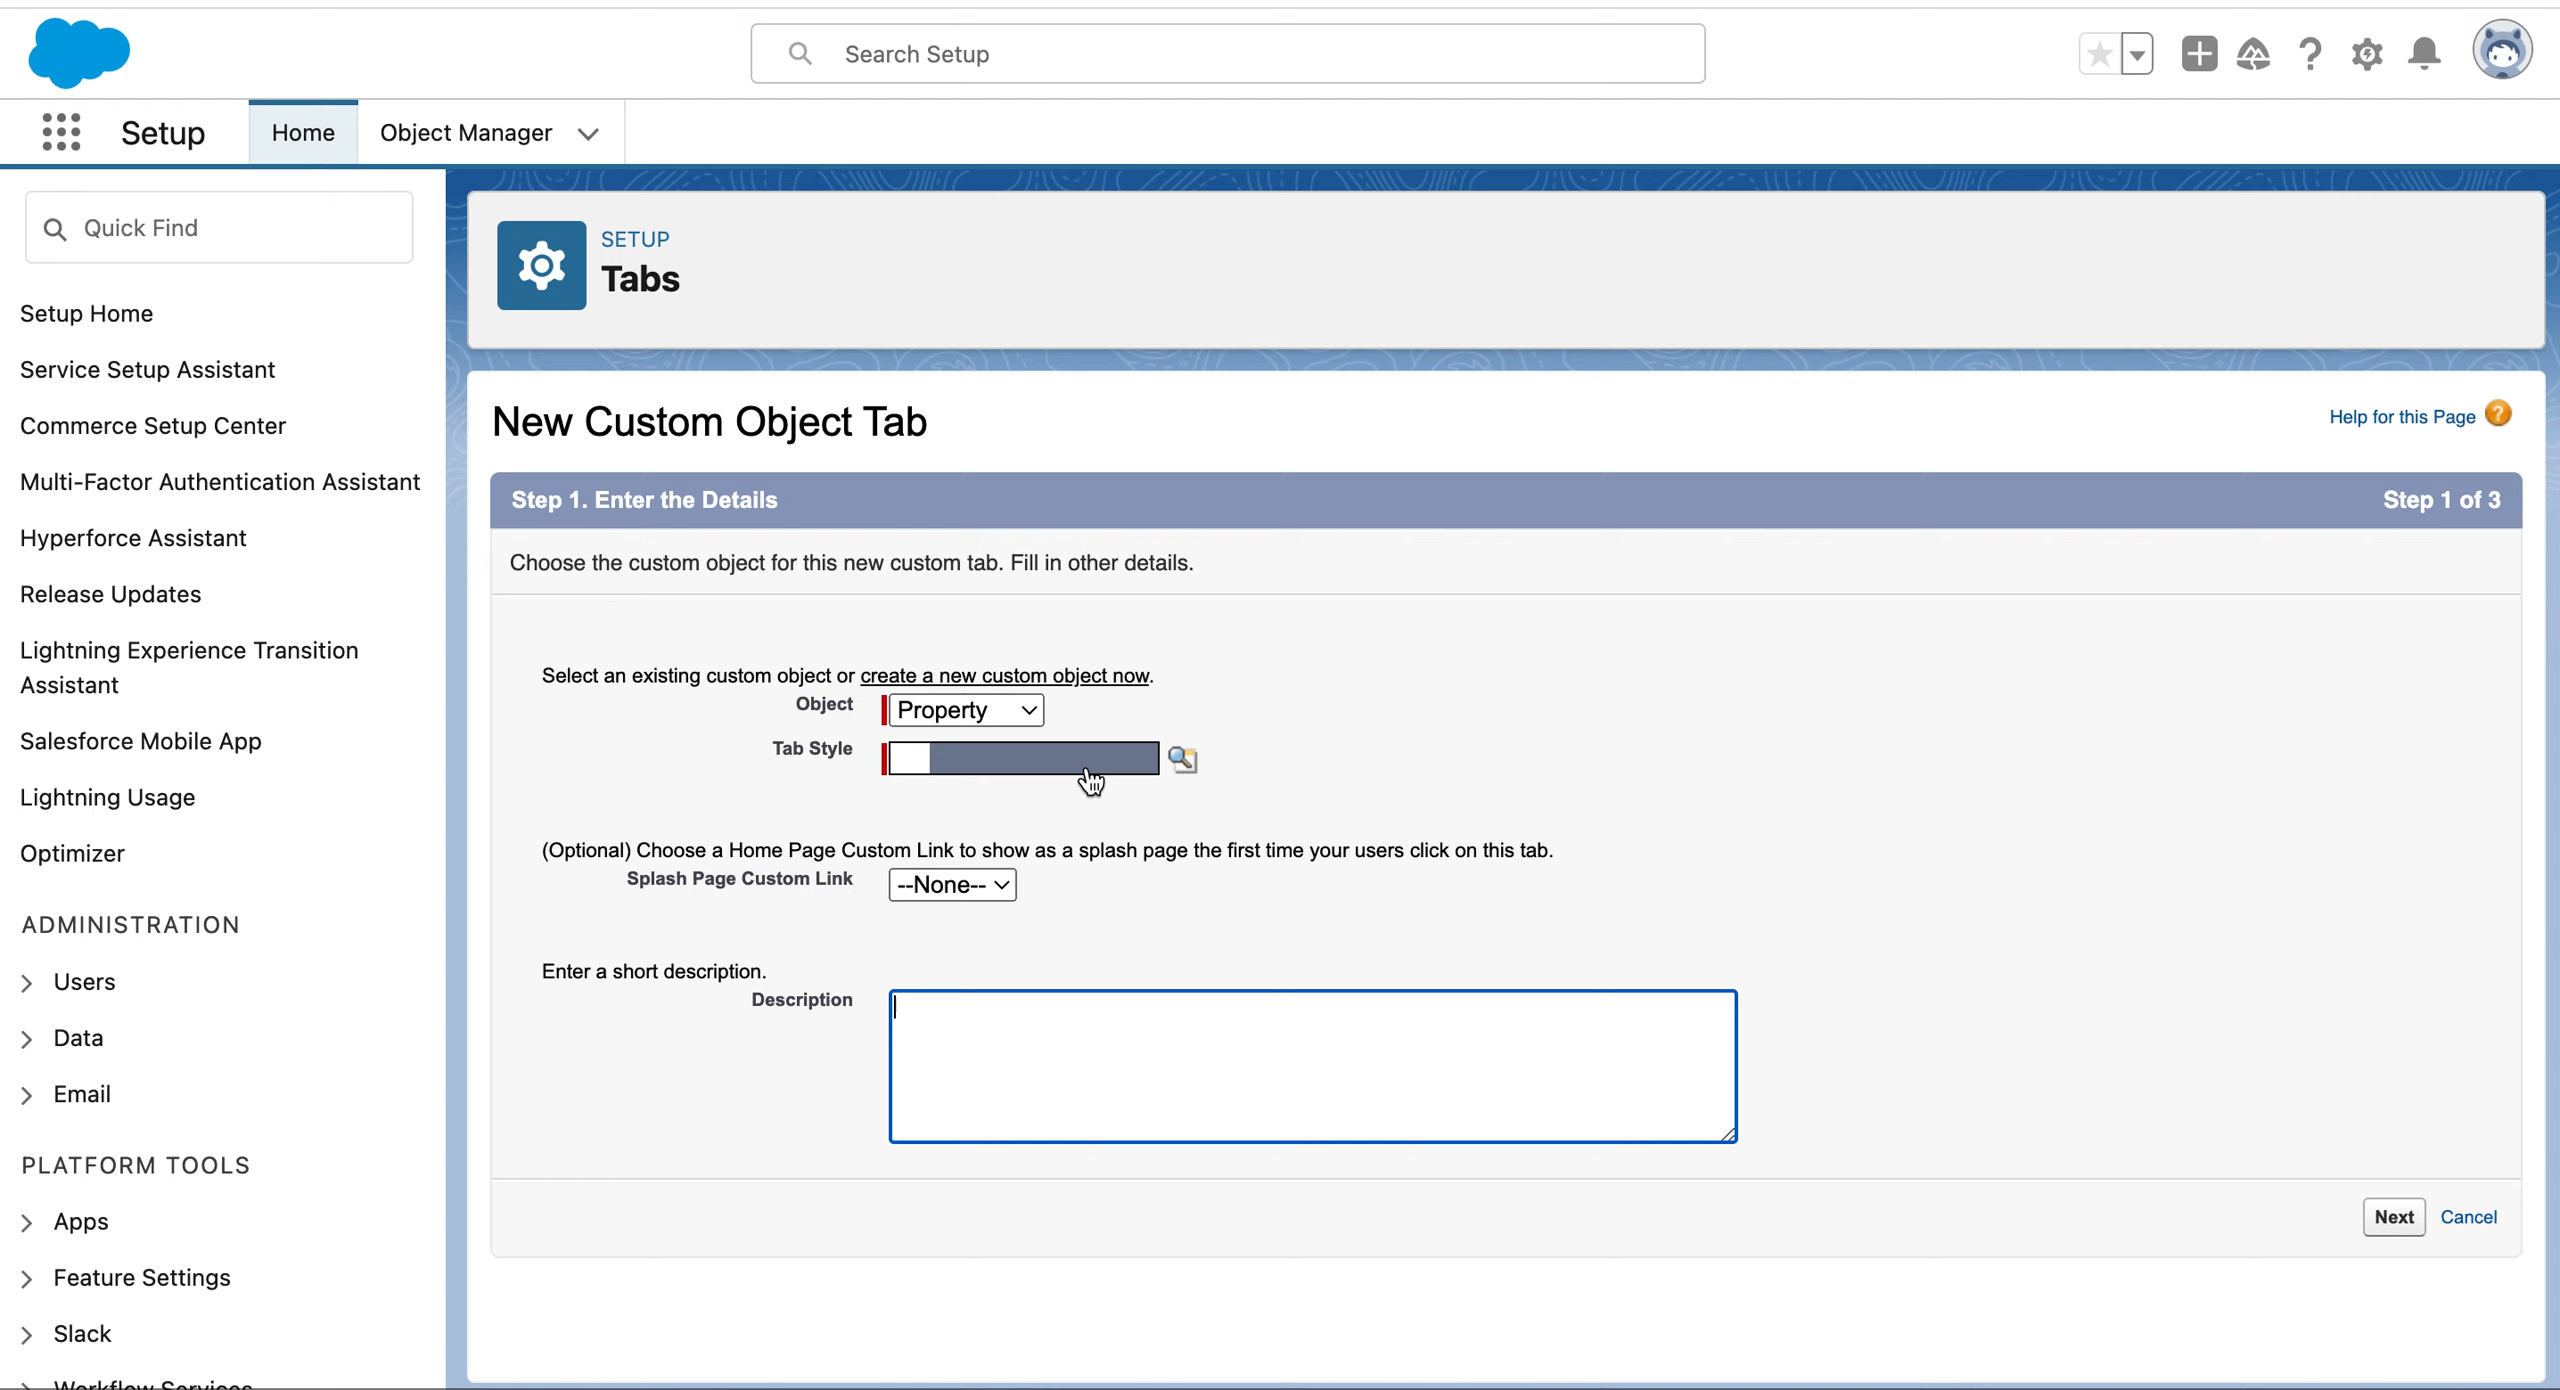 Search Setup
Setup
Home
Object Manager
Quick Find
Setup Home
Service Setup Assistant
Commerce Setup Center
Multi-Factor Authentication Assistant
Hyperforce Assistant
Release Updates
Lightning Experience Transition
Assistant
Salesforce Mobile App
Lightning Usage
Optimizer
ADMINISTRATION
Users
Data
Email
PLATFORM TOOLS
Apps
Feature Settings
Slack
Workflow Services
SETUP
Tabs
New Custom Object Tab
Help for this Page
Step 1. Enter the Details
Step 1 of 3
Choose the custom object for this new custom tab. Fill in other details.
Select an existing custom object or create a new custom object now.
Object
Property
Tab Style
(Optional) Choose a Home Page Custom Link to show as a splash page the first time your users click on this tab.
Splash Page Custom Link
--None--
Enter a short description.
Description
Next
Cancel